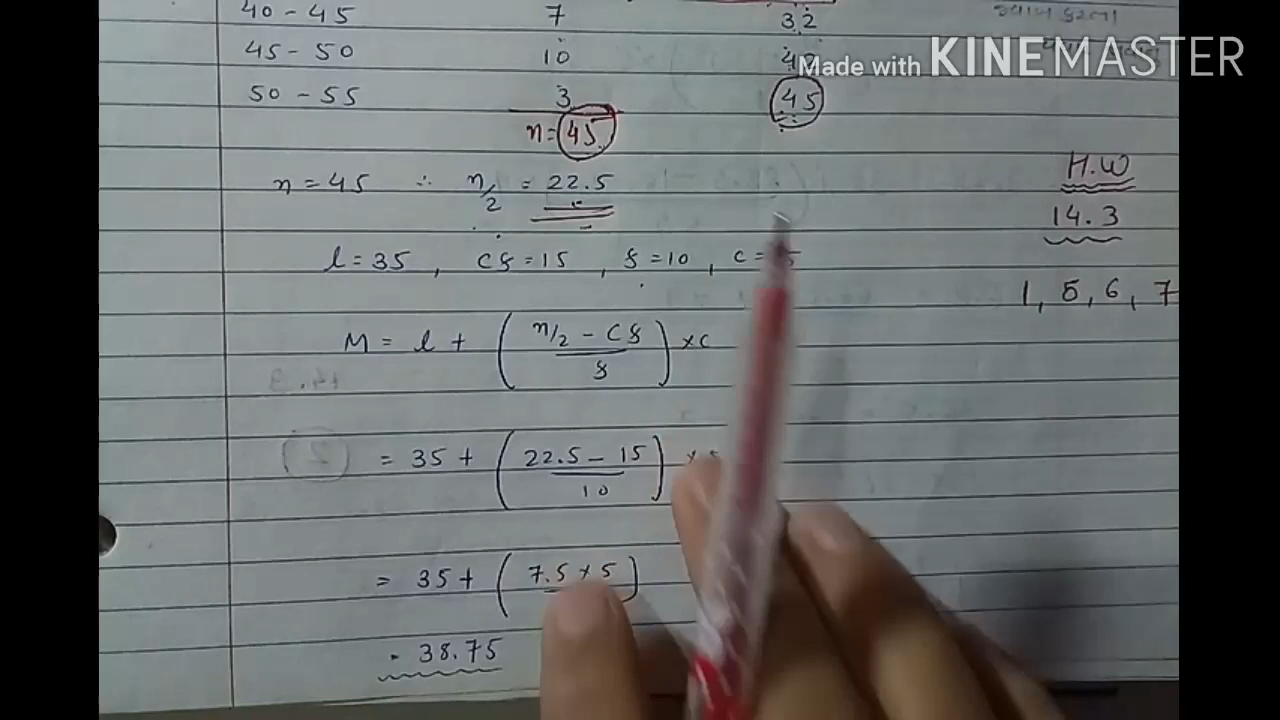 40 - 45 7 32
45 - 50 10 40
Made with KINEMASTER
50 - 55 3 45
n = 45
n = 45 ∴ n/2 = 22.5
H.W
14.3
l = 35 , cf = 15 , f = 10 , c = 5
1, 5, 6, 7
M = l + ( n/2 - cf / f ) × c
= 35 + ( 22.5 - 15 / 10 ) × 5
= 35 + ( 7.5 × 5 )
= 38.75